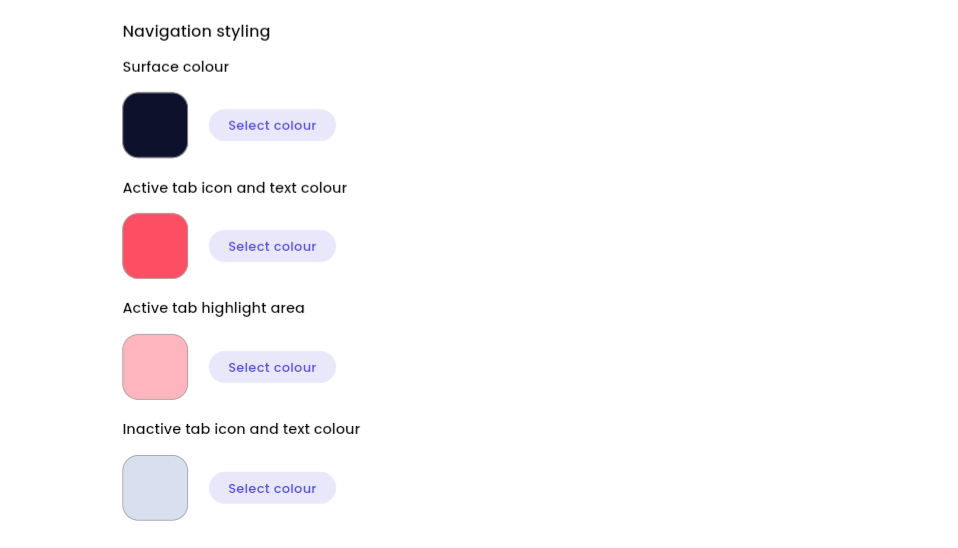 Navigation styling
Surface colour
Select colour
Active tab icon and text colour
Select colour
Active tab highlight area
Select colour
Inactive tab icon and text colour
Select colour